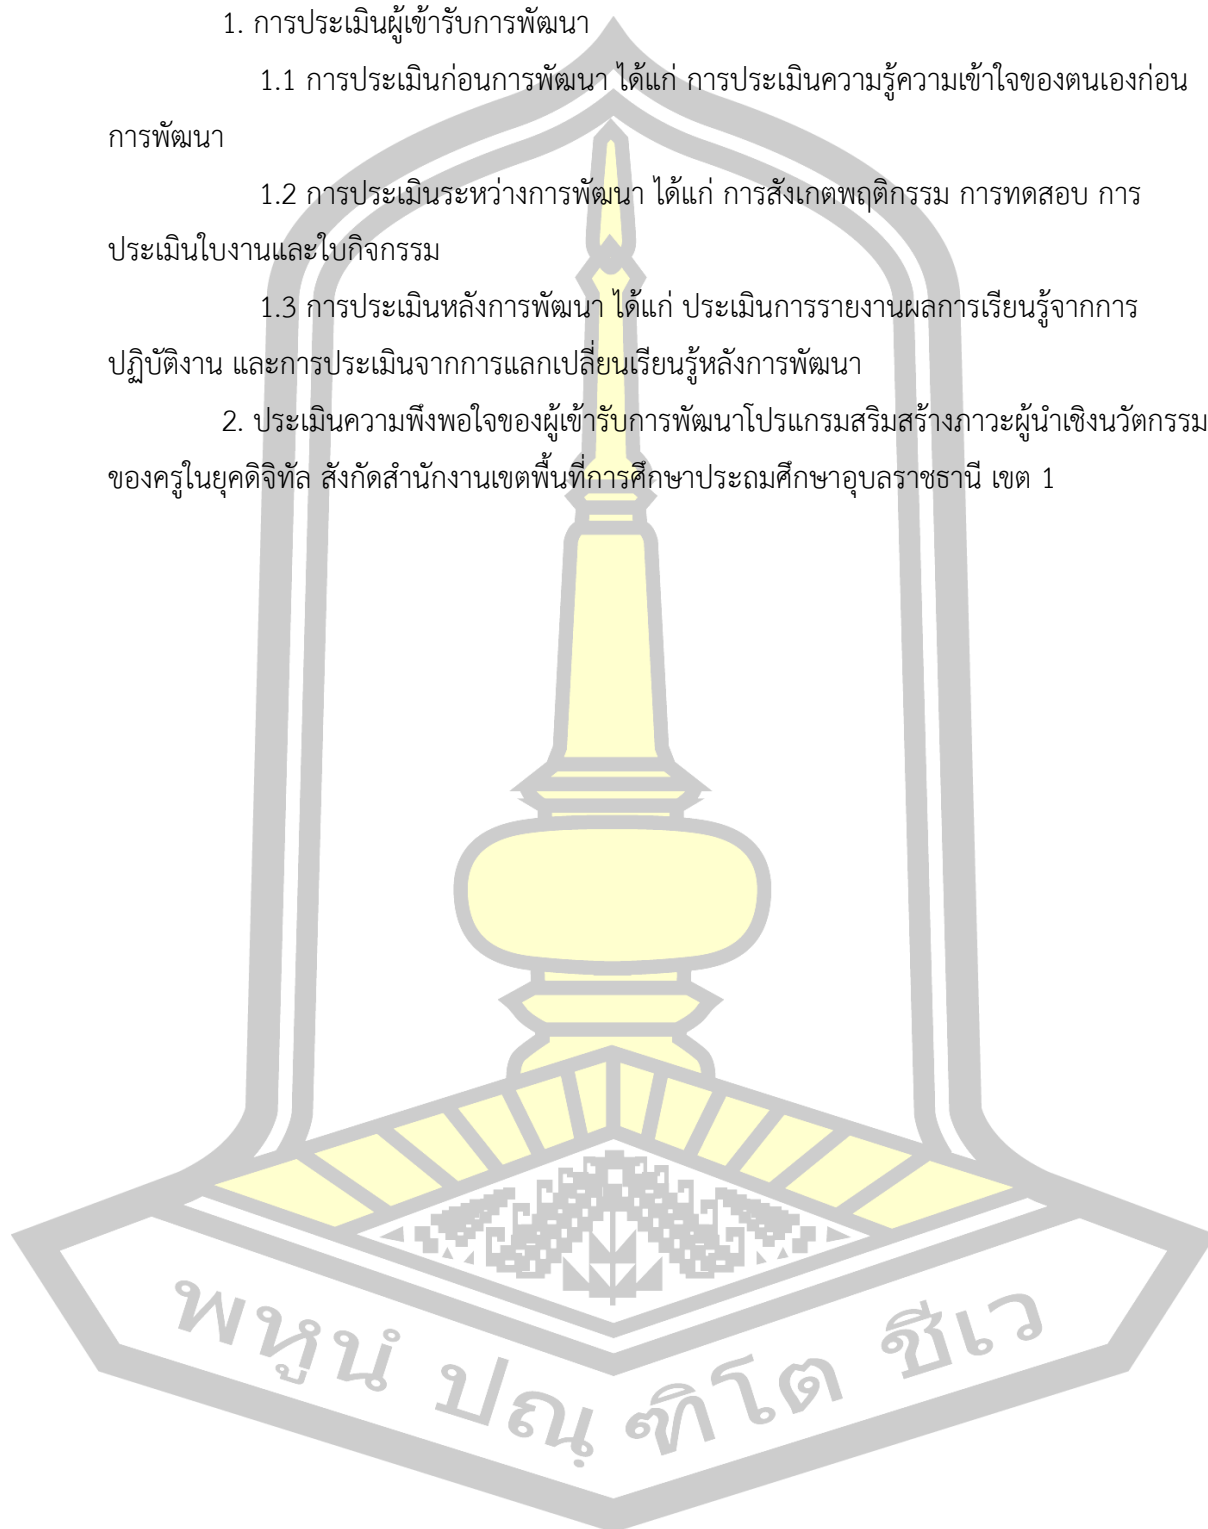 1. การประเมินผู้เข้ารับการพัฒนา
1.1 การประเมินก่อนการพัฒนา ได้แก่ การประเมินความรู้ความเข้าใจของตนเองก่อน
การพัฒนา
1.2 การประเมินระหว่างการพัฒนา ได้แก่ การสังเกตพฤติกรรม การทดสอบ การ
ประเมินใบงานและใบกิจกรรม
1.3 การประเมินหลังการพัฒนา ได้แก่ ประเมินการรายงานผลการเรียนรู้จากการ
ปฏิบัติงาน และการประเมินจากการแลกเปลี่ยนเรียนรู้หลังการพัฒนา
2. ประเมินความพึงพอใจของผู้เข้ารับการพัฒนาโปรแกรมสริมสร้างภาวะผู้นำเชิงนวัตกรรม
ของครูในยุคดิจิทัล สังกัดสำนักงานเขตพื้นที่การศึกษาประถมศึกษาอุบลราชธานี เขต 1
พหูนํ ปณฺ ฑิโต ชีเว